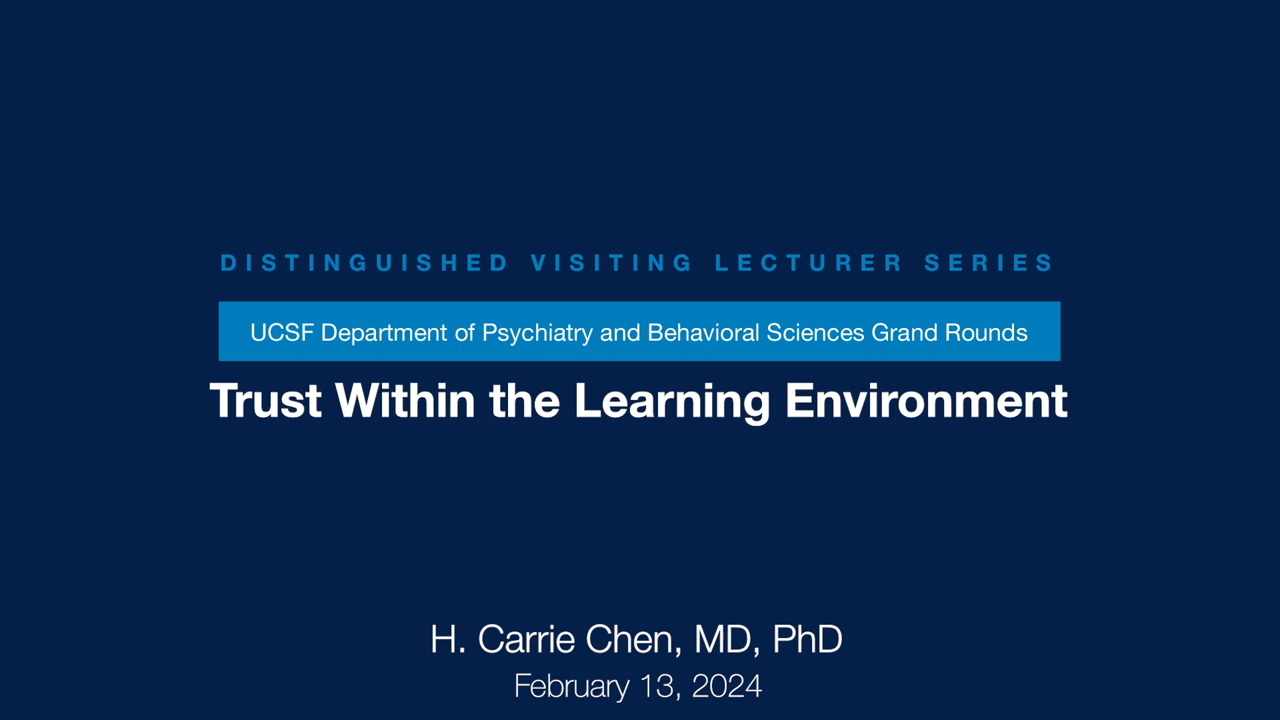 DISTINGUISHED VISITING LECTURER SERIES
UCSF Department of Psychiatry and Behavioral Sciences Grand Rounds
Trust Within the Learning Environment
H. Carrie Chen, MD, PhD
February 13, 2024